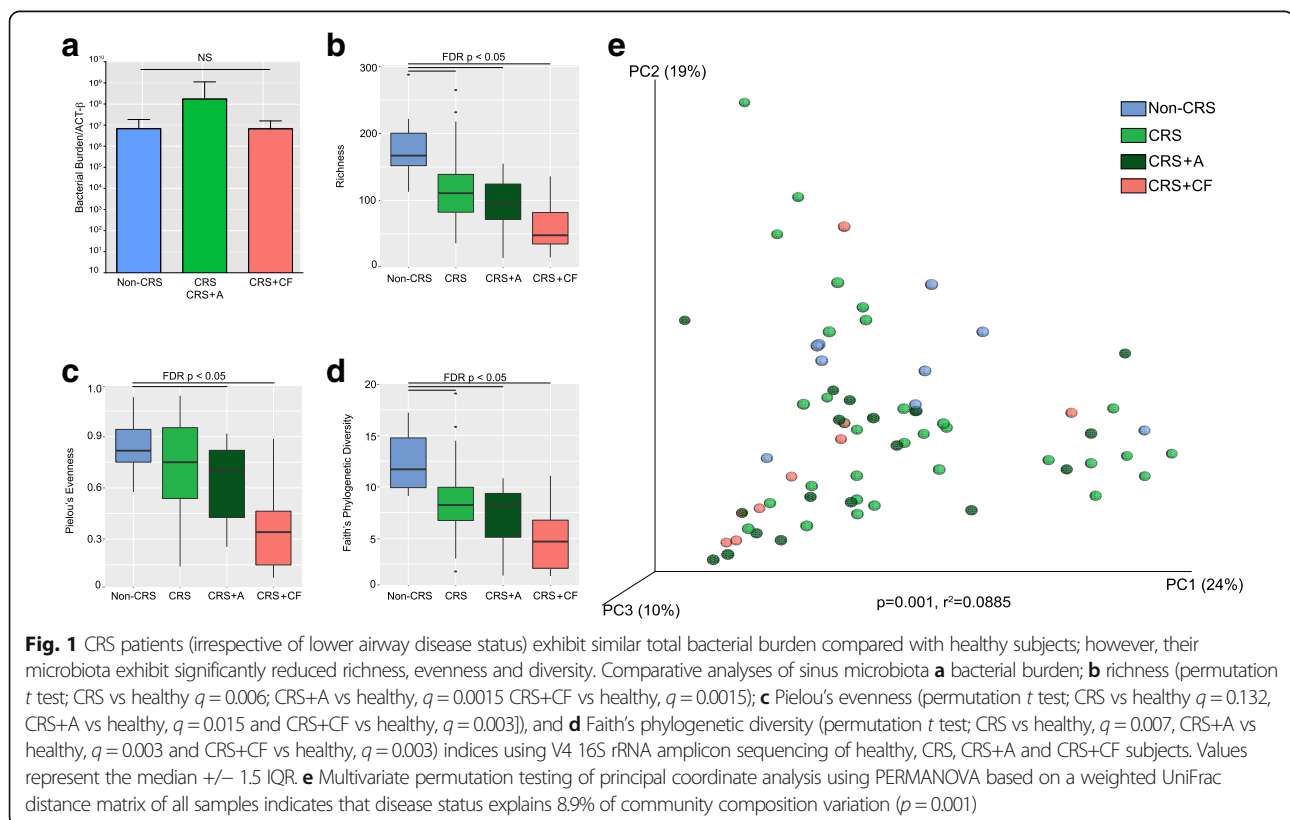 a
NS
Bacterial Burden/ACT-β
10¹⁰
10⁹
10⁸
10⁷
10⁶
10⁵
10⁴
10³
10²
10¹
10
Non-CRS
CRS
CRS+A
CRS+CF
b
FDR p < 0.05
Richness
300
200
100
0
Non-CRS
CRS
CRS+A
CRS+CF
c
FDR p < 0.05
Pielou's Evenness
1.0
0.9
0.6
0.3
0
Non-CRS
CRS
CRS+A
CRS+CF
d
FDR p < 0.05
Faith's Phylogenetic Diversity
20
15
10
5
0
Non-CRS
CRS
CRS+A
CRS+CF
e
PC2 (19%)
Non-CRS
CRS
CRS+A
CRS+CF
PC1 (24%)
PC3 (10%)
p=0.001, r²=0.0885
Fig. 1 CRS patients (irrespective of lower airway disease status) exhibit similar total bacterial burden compared with healthy subjects; however, their
microbiota exhibit significantly reduced richness, evenness and diversity. Comparative analyses of sinus microbiota a bacterial burden; b richness (permutation
t test; CRS vs healthy q = 0.006; CRS+A vs healthy, q = 0.0015 CRS+CF vs healthy, q = 0.0015); c Pielou's evenness (permutation t test; CRS vs healthy q = 0.132,
CRS+A vs healthy, q = 0.015 and CRS+CF vs healthy, q = 0.003]), and d Faith's phylogenetic diversity (permutation t test; CRS vs healthy, q = 0.007, CRS+A vs
healthy, q = 0.003 and CRS+CF vs healthy, q = 0.003) indices using V4 16S rRNA amplicon sequencing of healthy, CRS, CRS+A and CRS+CF subjects. Values
represent the median +/− 1.5 IQR. e Multivariate permutation testing of principal coordinate analysis using PERMANOVA based on a weighted UniFrac
distance matrix of all samples indicates that disease status explains 8.9% of community composition variation (p = 0.001)